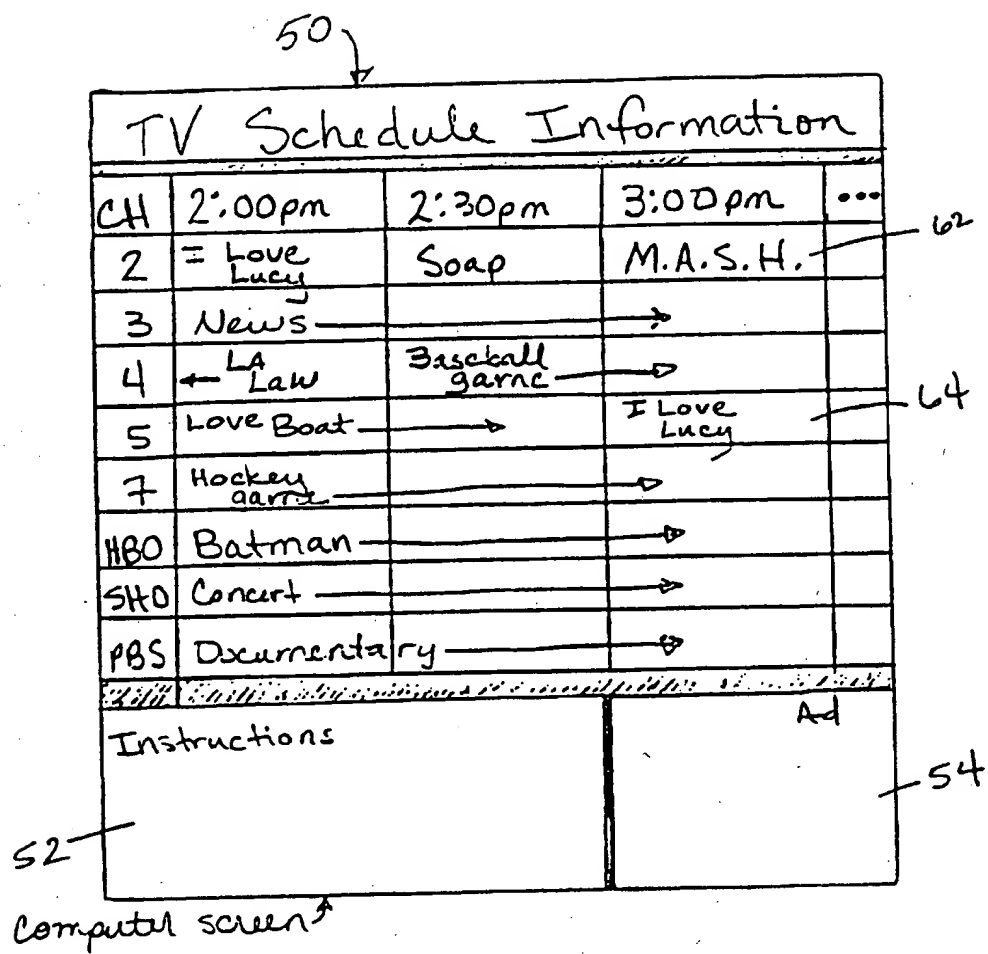 50
TV Schedule Information
CH 2:00pm 2:30pm 3:00pm ...
62
2 I Love Lucy Soap M.A.S.H.
3 News
4 LA Law Baseball game
64
5 Love Boat I Love Lucy
7 Hockey game
HBO Batman
SHO Concert
PBS Documentary
Instructions Ad
54
52
Computer screen